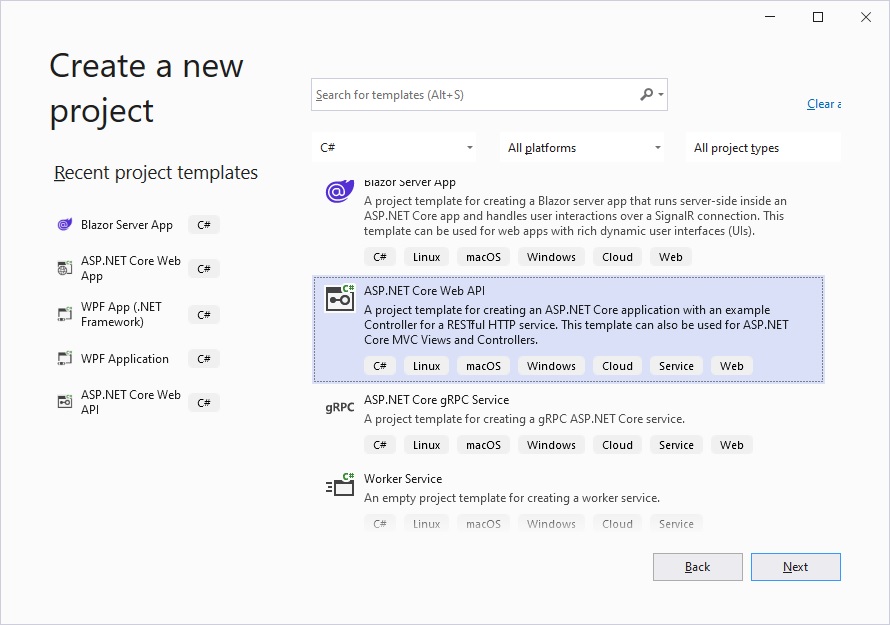 Create a new
project
Search for templates (Alt+S)
Clear a
C#
All platforms
All project types
Recent project templates
Blazor Server App
C#
ASP.NET Core Web
App
C#
WPF App (.NET
Framework)
C#
WPF Application
C#
ASP.NET Core Web
API
C#
Blazor Server App
A project template for creating a Blazor server app that runs server-side inside an
ASP.NET Core app and handles user interactions over a SignalR connection. This
template can be used for web apps with rich dynamic user interfaces (UIs).
C# Linux macOS Windows Cloud Web
C#
ASP.NET Core Web API
A project template for creating an ASP.NET Core application with an example
Controller for a RESTful HTTP service. This template can also be used for ASP.NET
Core MVC Views and Controllers.
C# Linux macOS Windows Cloud Service Web
gRPC
ASP.NET Core gRPC Service
A project template for creating a gRPC ASP.NET Core service.
C# Linux macOS Windows Cloud Service Web
C#
Worker Service
An empty project template for creating a worker service.
C# Linux macOS Windows Cloud Service
Back
Next